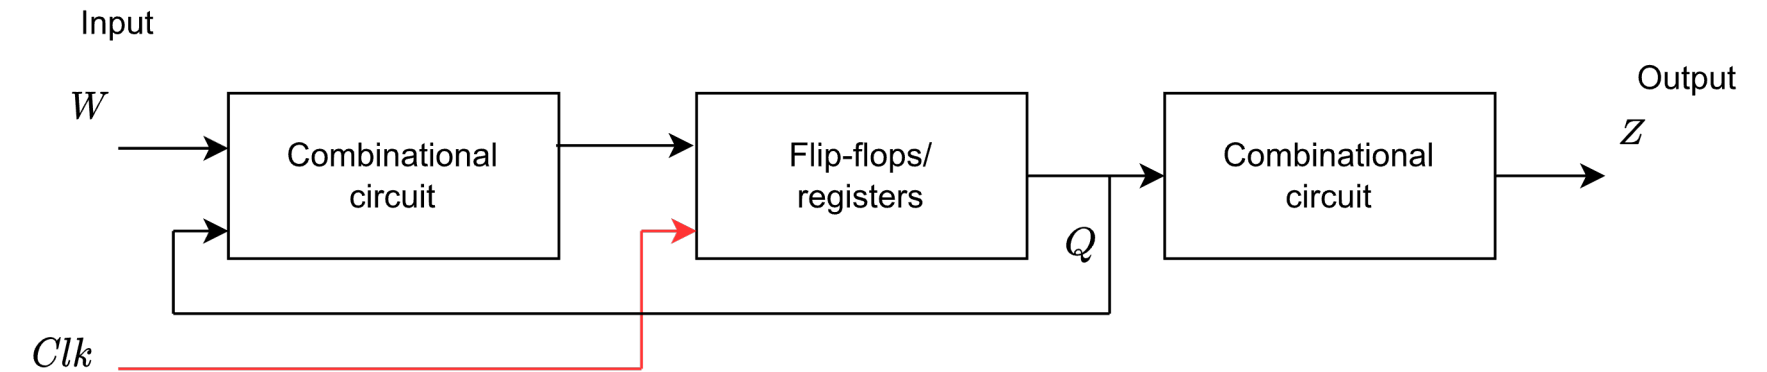 Input
W
Combinational
circuit
Flip-flops/
registers
Combinational
circuit
Output
Z
Q
Clk